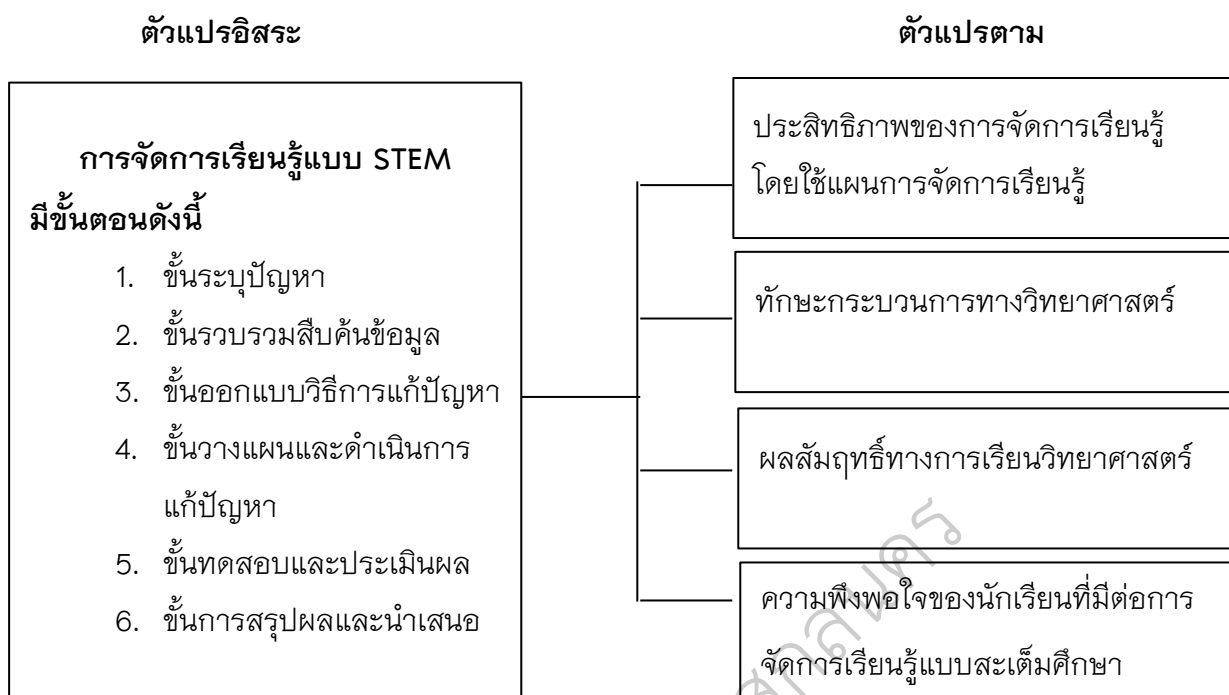 ตัวแปรอิสระ
ตัวแปรตาม
การจัดการเรียนรู้แบบ STEM
มีขั้นตอนดังนี้
1. ขั้นระบุปัญหา
2. ขั้นรวบรวมสืบค้นข้อมูล
3. ขั้นออกแบบวิธีการแก้ปัญหา
4. ขั้นวางแผนและดำเนินการ
แก้ปัญหา
5. ขั้นทดสอบและประเมินผล
6. ขั้นการสรุปผลและนำเสนอ
ประสิทธิภาพของการจัดการเรียนรู้
โดยใช้แผนการจัดการเรียนรู้
ทักษะกระบวนการทางวิทยาศาสตร์
ผลสัมฤทธิ์ทางการเรียนวิทยาศาสตร์
ความพึงพอใจของนักเรียนที่มีต่อการ
จัดการเรียนรู้แบบสะเต็มศึกษา